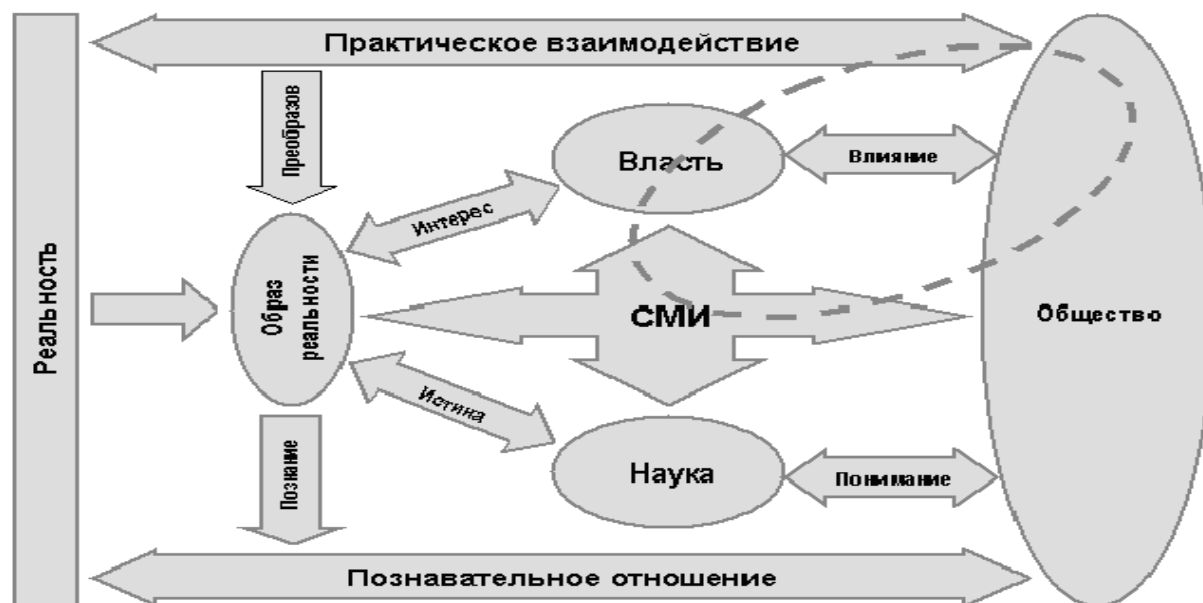 Практическое взаимодействие
Преобразов
Власть
Влияние
Интерес
Реальность
Образ
реальности
СМИ
Общество
Истина
Познание
Наука
Понимание
Познавательное отношение